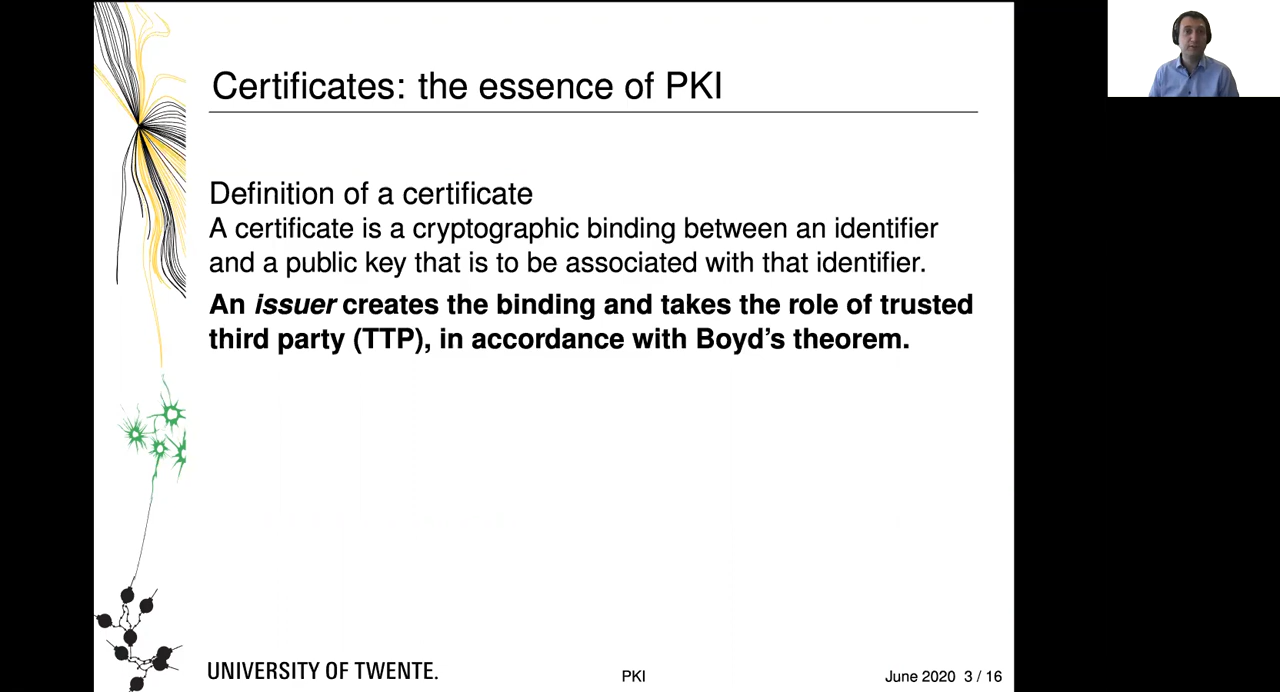 Certificates: the essence of PKI
Definition of a certificate
A certificate is a cryptographic binding between an identifier
and a public key that is to be associated with that identifier.
An issuer creates the binding and takes the role of trusted
third party (TTP), in accordance with Boyd's theorem.
UNIVERSITY OF TWENTE.
PKI
June 2020 3 / 16